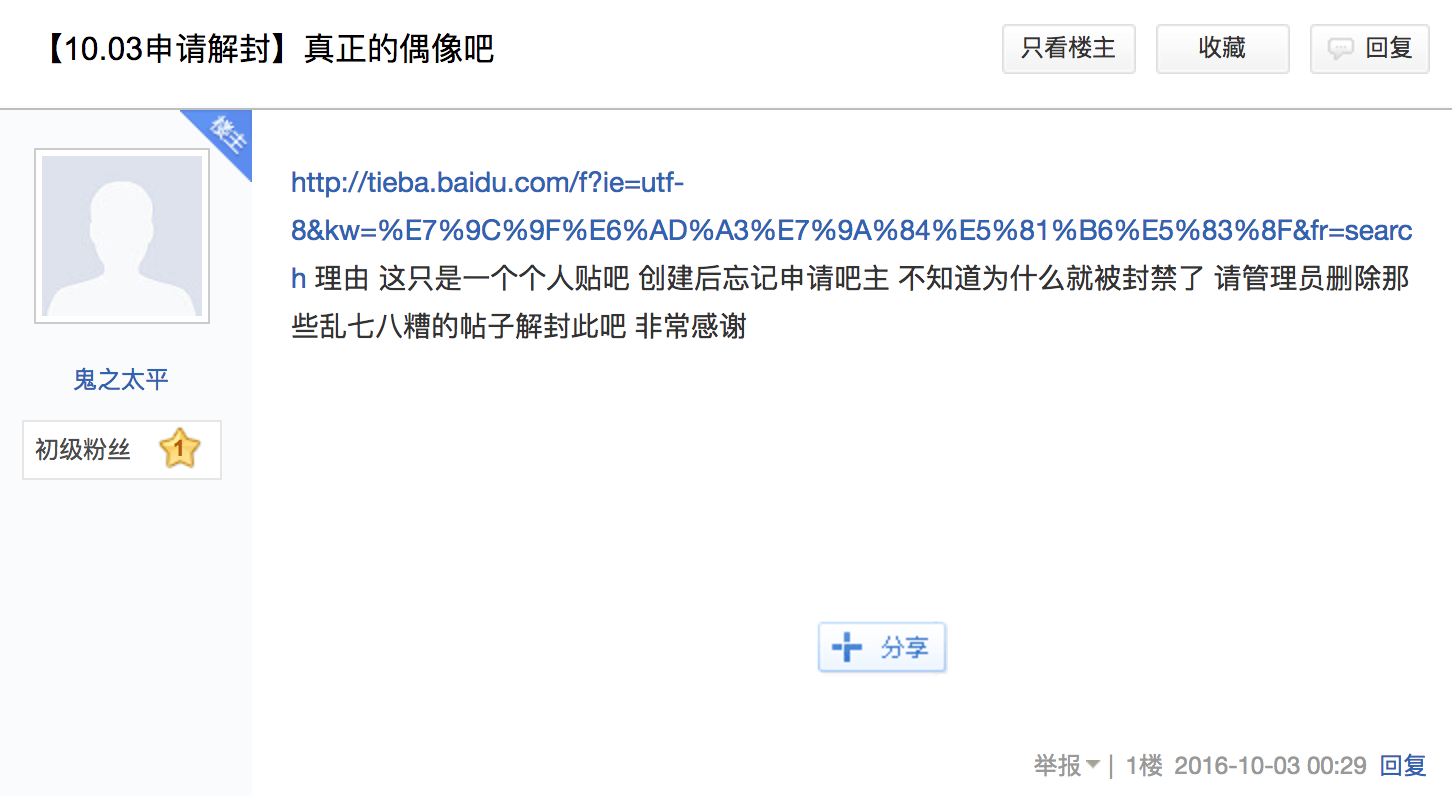 【10.03申请解封】真正的偶像吧
只看楼主
收藏
回复
楼主
http://tieba.baidu.com/f?ie=utf-
8&kw=%E7%9C%9F%E6%AD%A3%E7%9A%84%E5%81%B6%E5%83%8F&fr=searc
h 理由 这只是一个个人贴吧 创建后忘记申请吧主 不知道为什么就被封禁了 请管理员删除那
些乱七八糟的帖子解封此吧 非常感谢
鬼之太平
初级粉丝 1
分享
举报 | 1楼 2016-10-03 00:29 回复